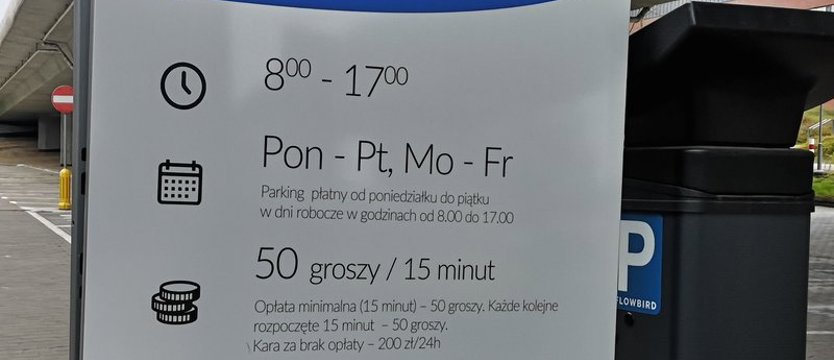 8⁰⁰ - 17⁰⁰
Pon - Pt, Mo - Fr
Parking płatny od poniedziałku do piątku
w dni robocze w godzinach od 8.00 do 17.00
50 groszy / 15 minut
Opłata minimalna (15 minut) – 50 groszy. Każde kolejne
rozpoczęte 15 minut – 50 groszy.
Kara za brak opłaty – 200 zł/24h
P
FLOWBIRD